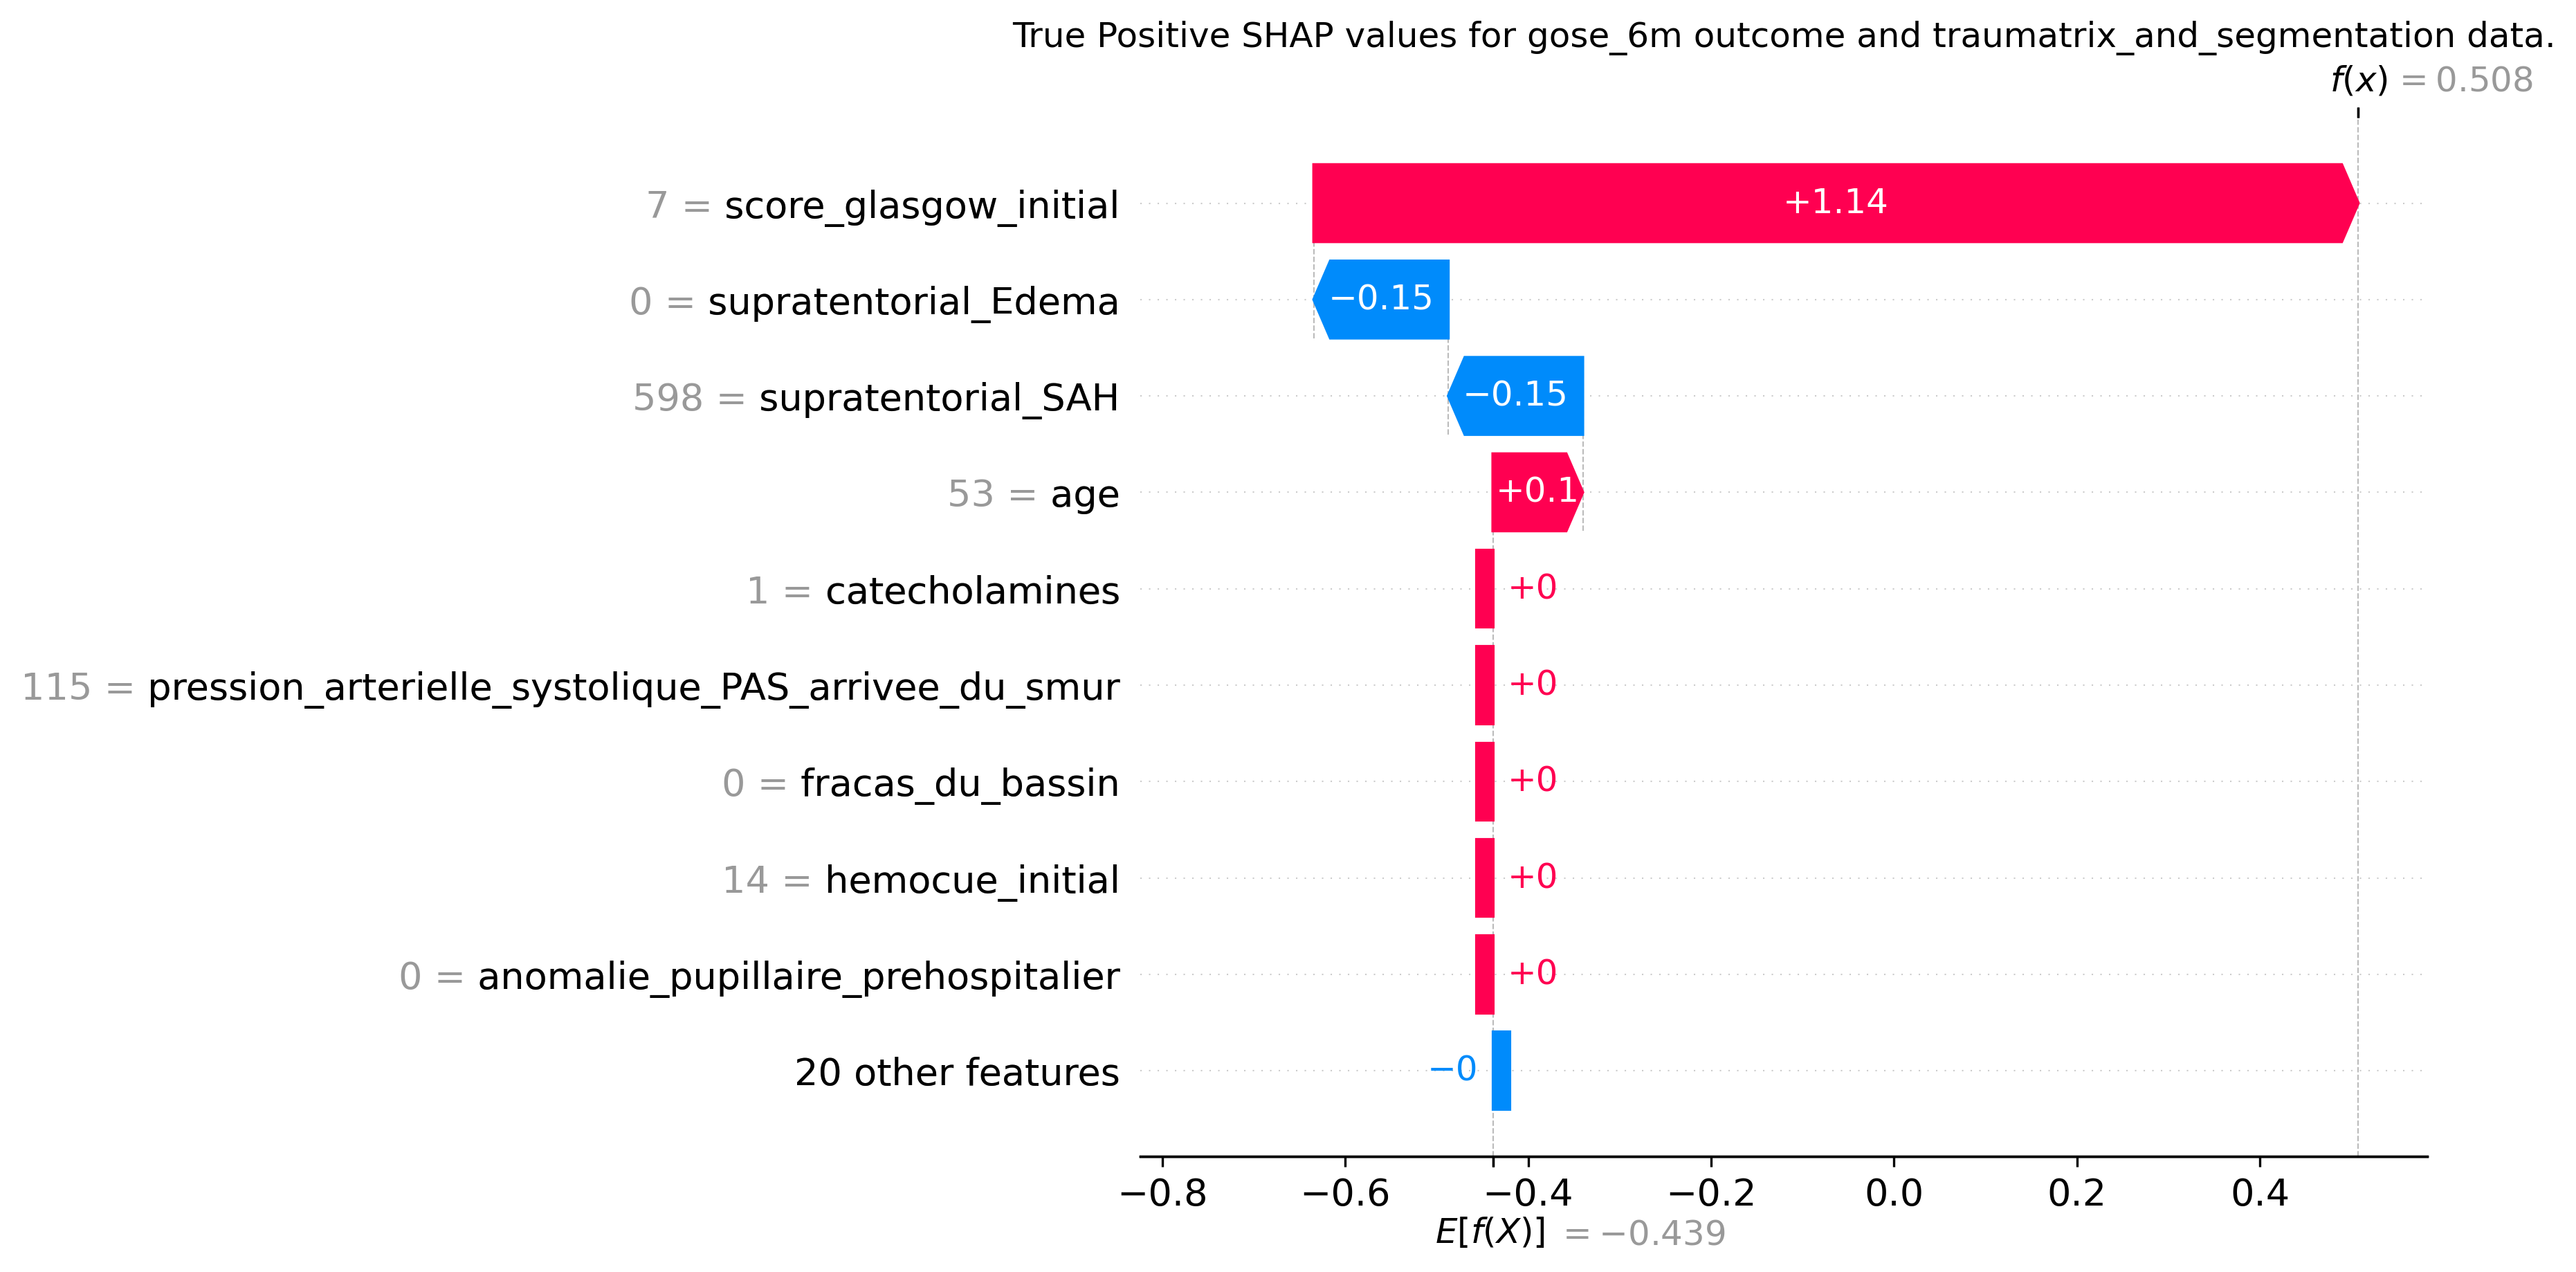 True Positive SHAP values for gose_6m outcome and traumatrix_and_segmentation data.
f(x) = 0.508
7 = score_glasgow_initial +1.14
0 = supratentorial_Edema −0.15
598 = supratentorial_SAH −0.15
53 = age +0.1
1 = catecholamines +0
115 = pression_arterielle_systolique_PAS_arrivee_du_smur +0
0 = fracas_du_bassin +0
14 = hemocue_initial +0
0 = anomalie_pupillaire_prehospitalier +0
20 other features −0
−0.8 −0.6 −0.4 −0.2 0.0 0.2 0.4
E[f(X)] = −0.439